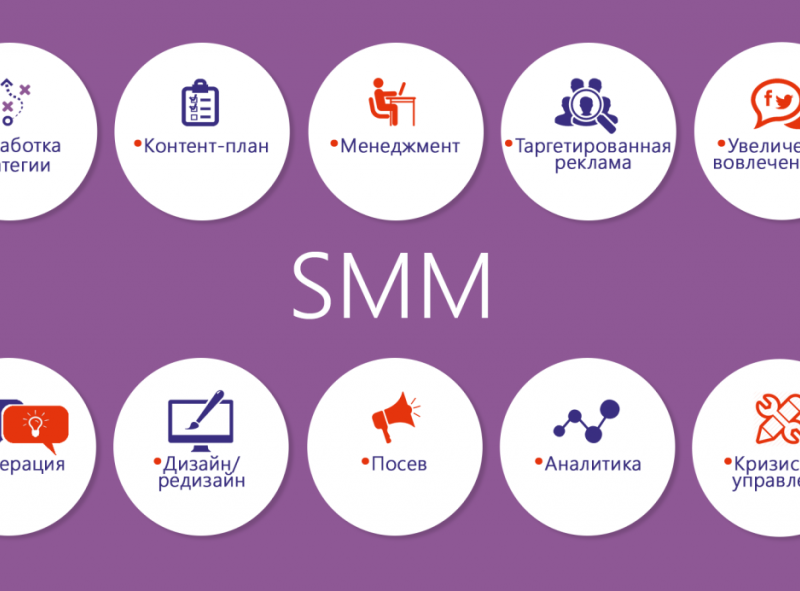 аботка
тегии
•Контент-план
•Менеджмент
•Таргетированная
реклама
•Увеличе
вовлечен
SMM
ерация
•Дизайн/
редизайн
•Посев
•Аналитика
•Кризис
управле